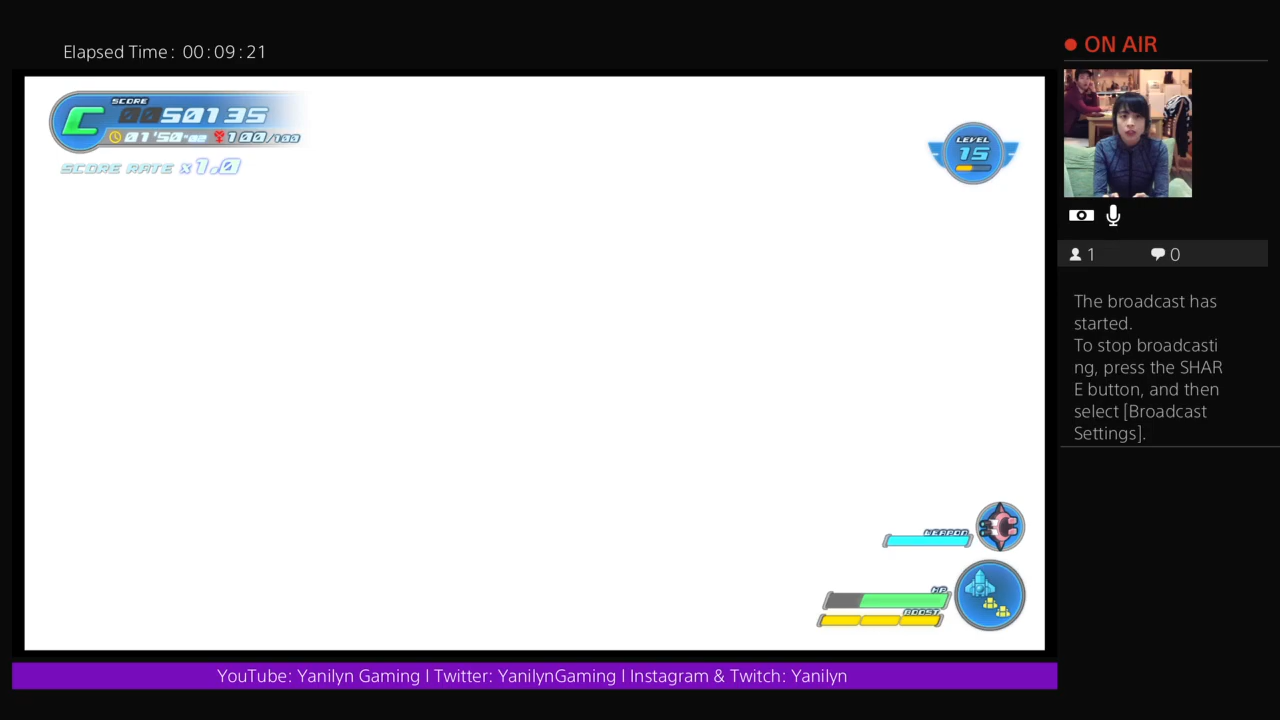 Elapsed Time: 00:09:21
ON AIR
SCORE
C 0050135
01'50"02 100/100
SCORE RATE x1.0
LEVEL
15
1 0
The broadcast has
started.
To stop broadcasti
ng, press the SHAR
E button, and then
select [Broadcast
Settings].
WEAPON
HP
BOOST
YouTube: Yanilyn Gaming l Twitter: YanilynGaming l Instagram & Twitch: Yanilyn